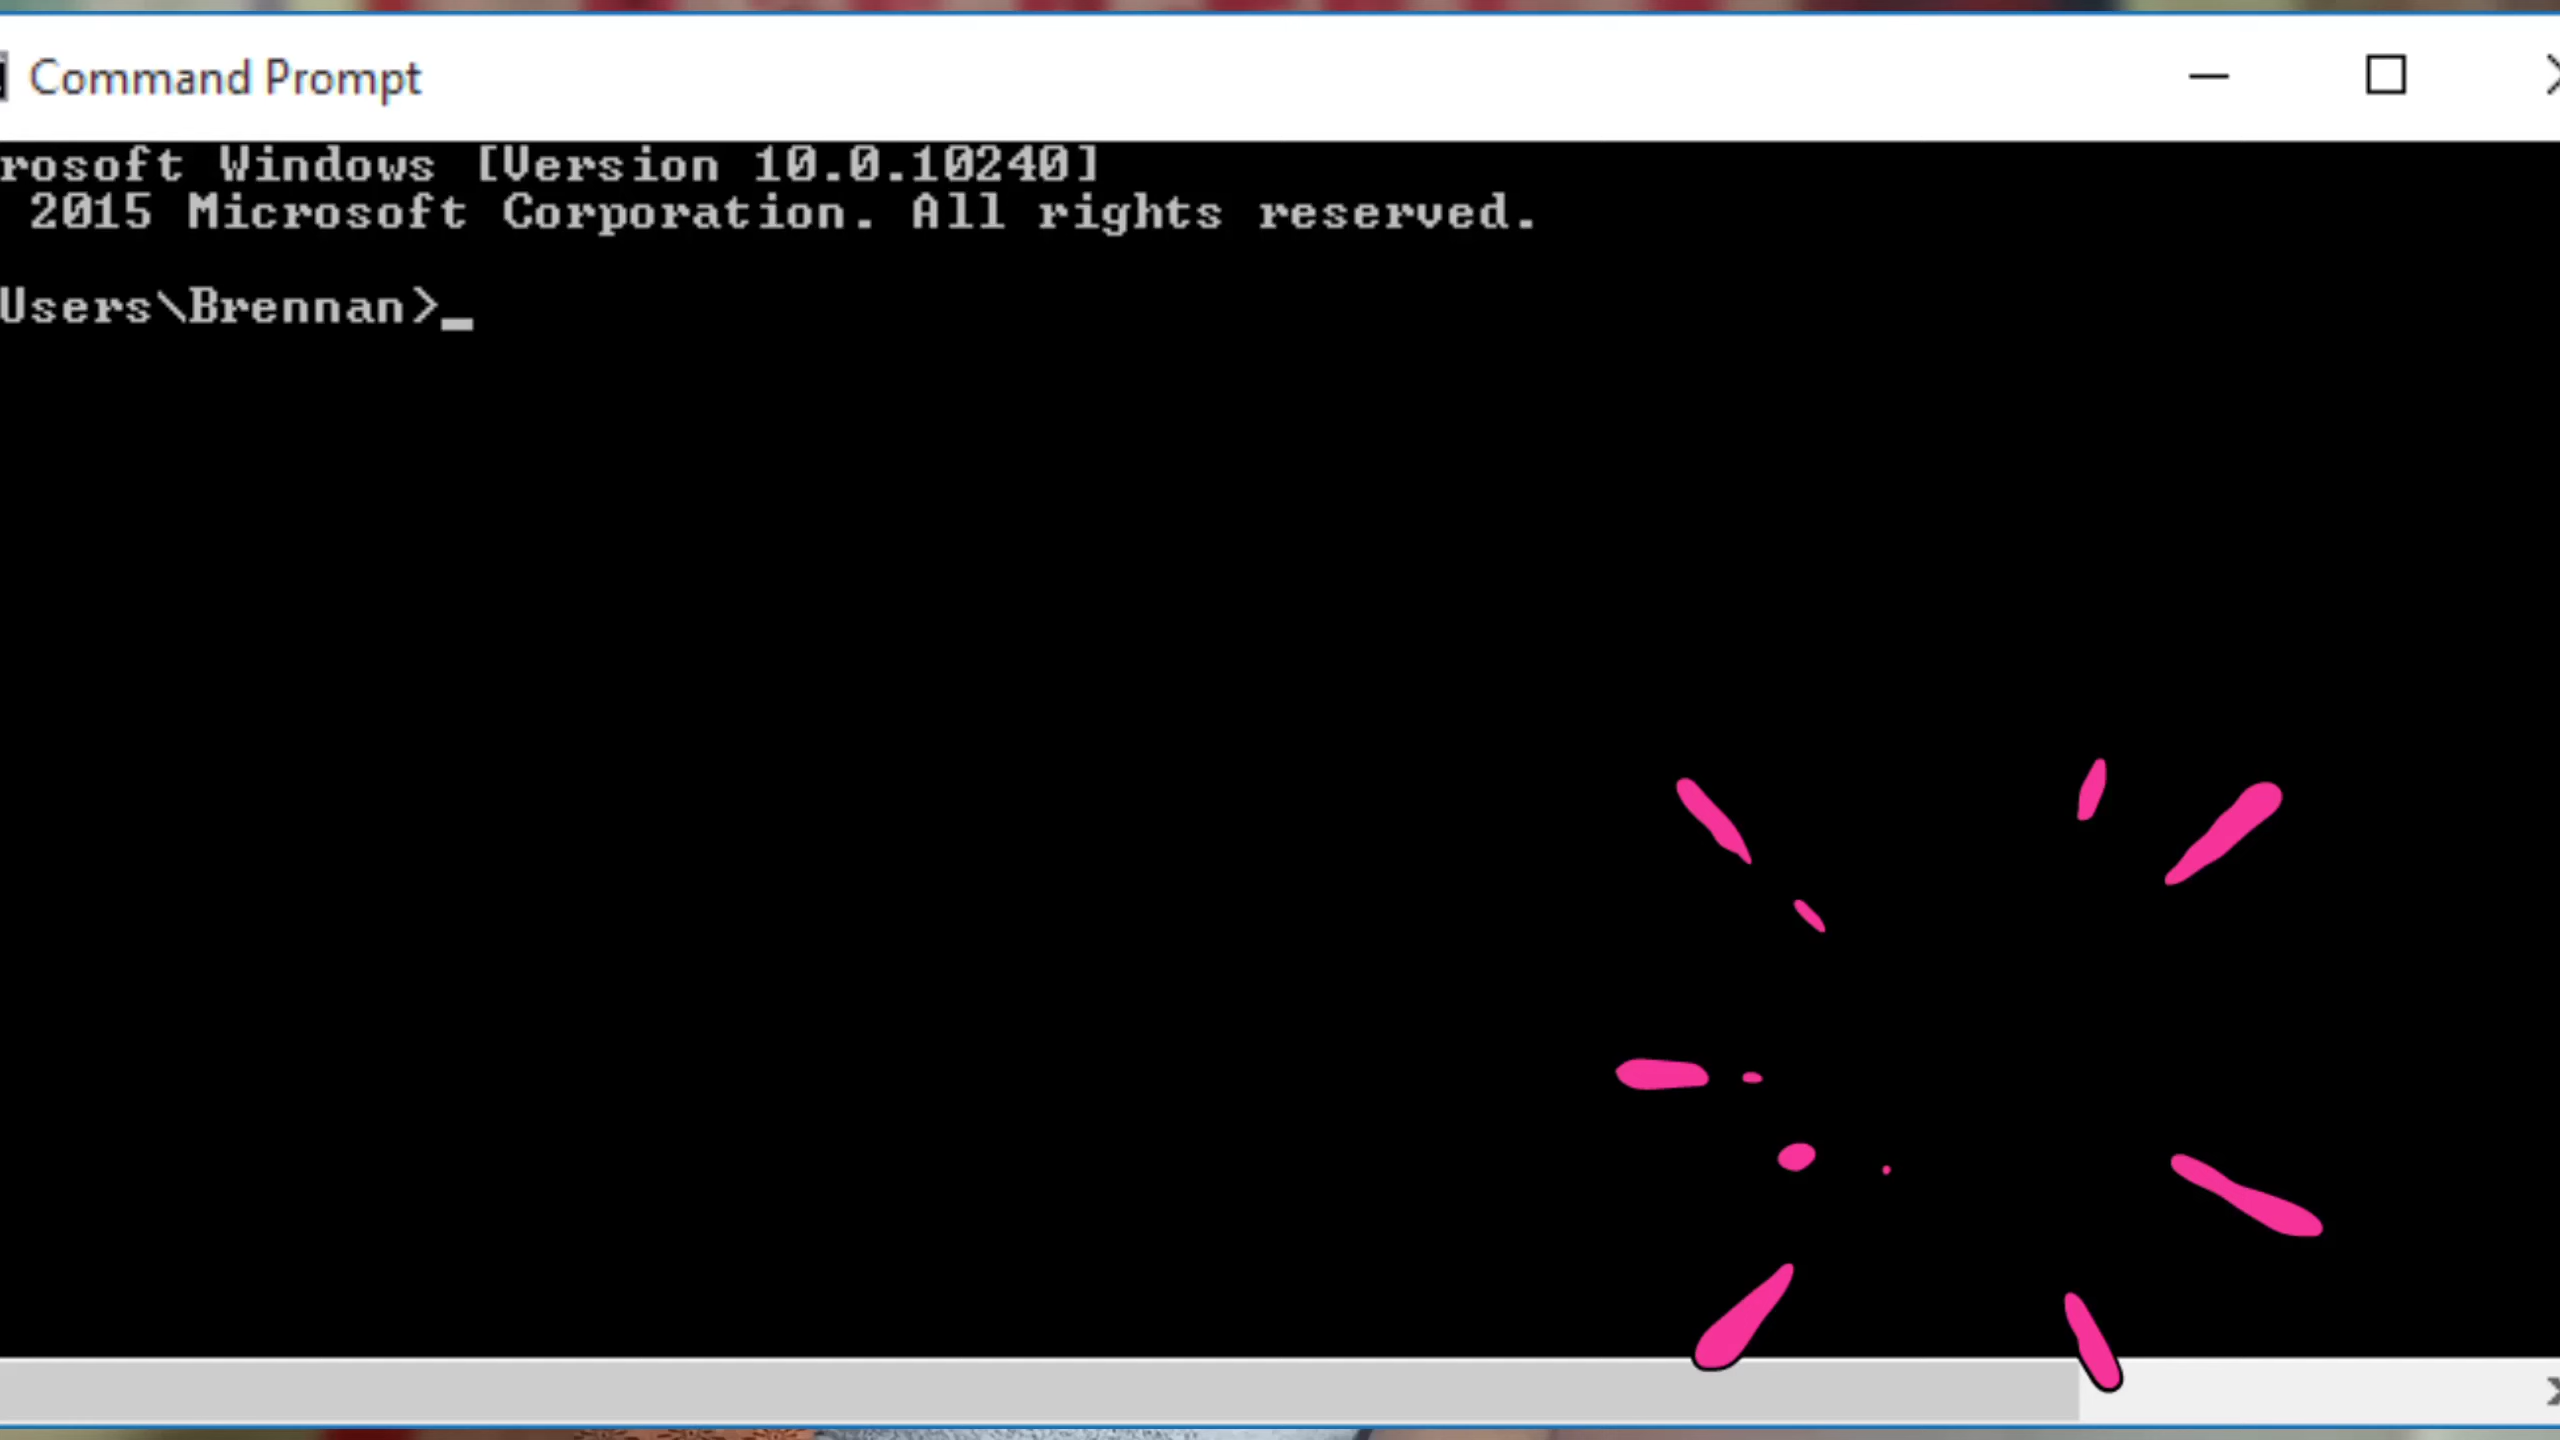 Command Prompt
rosoft Windows [Version 10.0.10240]
2015 Microsoft Corporation. All rights reserved.
Users\Brennan>_